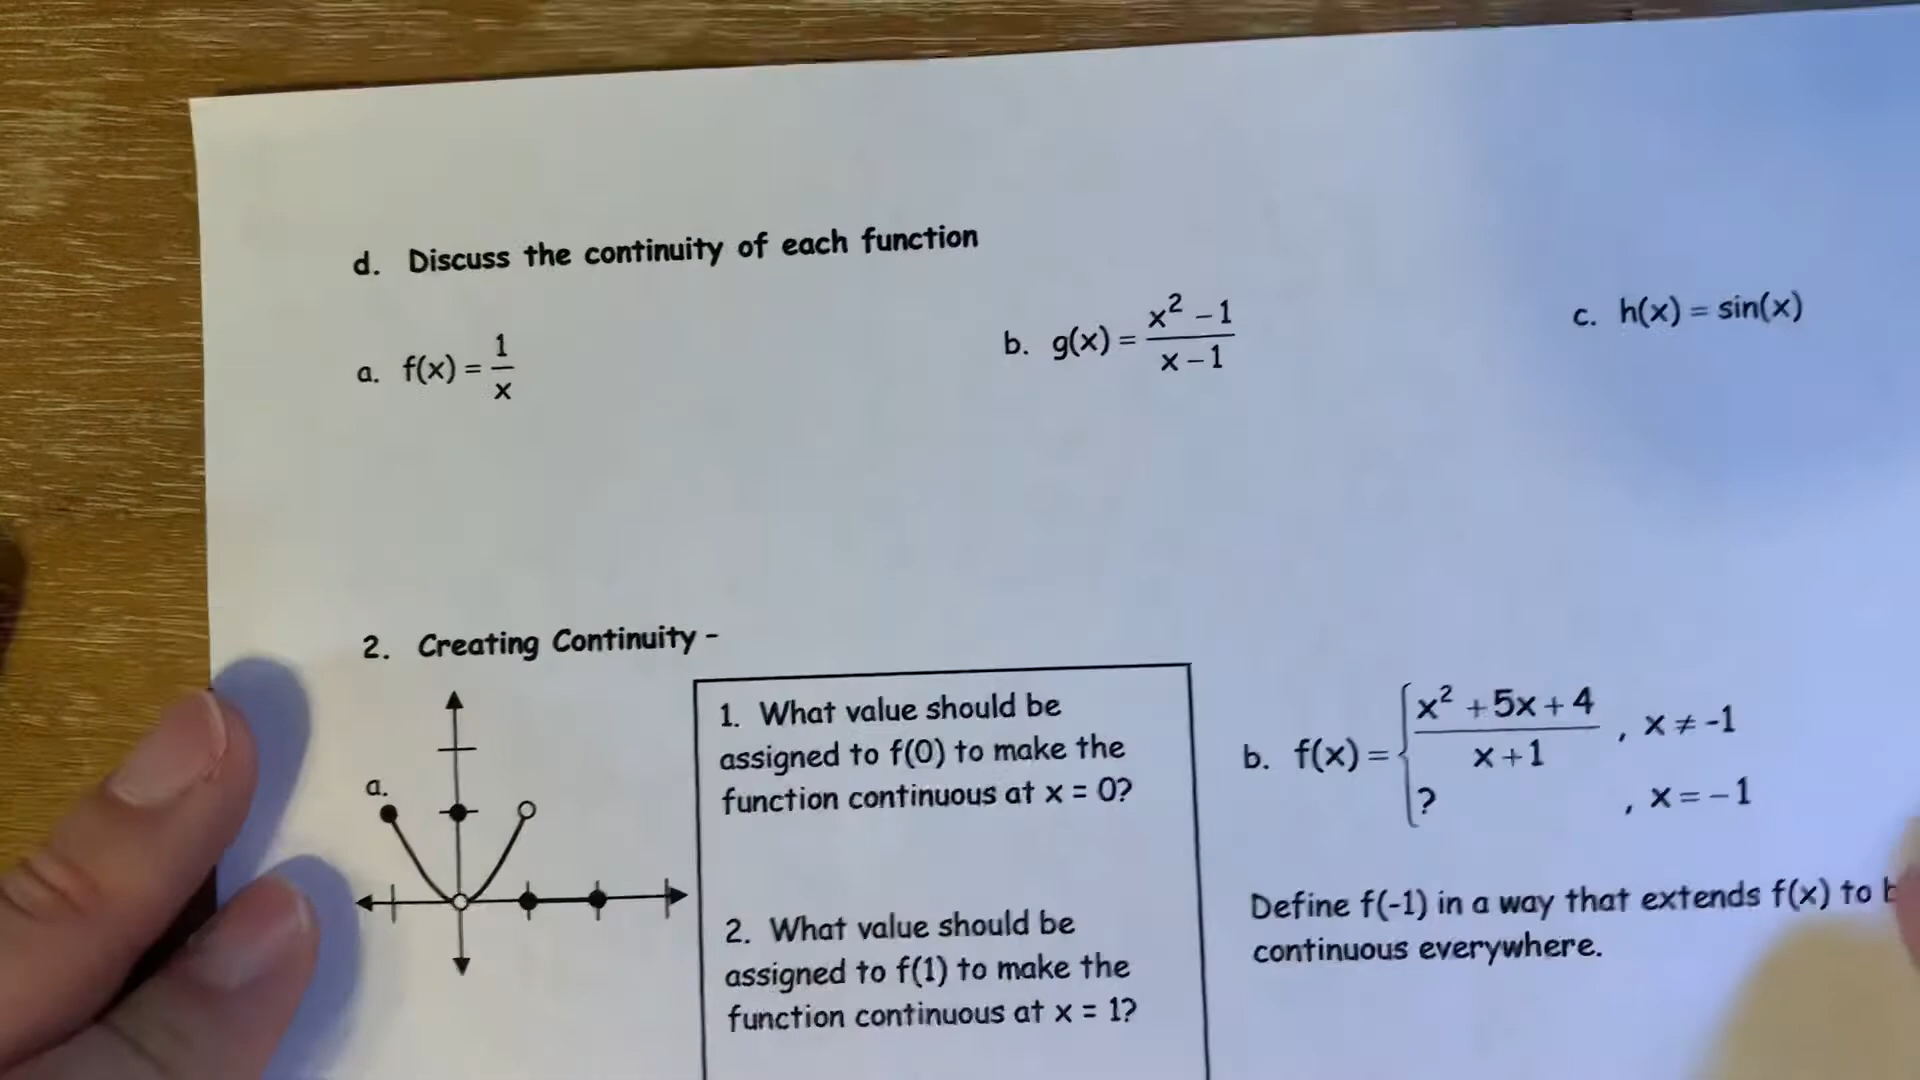 d. Discuss the continuity of each function
a. f(x) = 1/x
b. g(x) = (x² - 1)/(x - 1)
c. h(x) = sin(x)
2. Creating Continuity -
a.
1. What value should be
assigned to f(0) to make the
function continuous at x = 0?
2. What value should be
assigned to f(1) to make the
function continuous at x = 1?
b. f(x) = { (x² + 5x + 4)/(x + 1) , x ≠ -1
? , x = -1
Define f(-1) in a way that extends f(x) to
continuous everywhere.